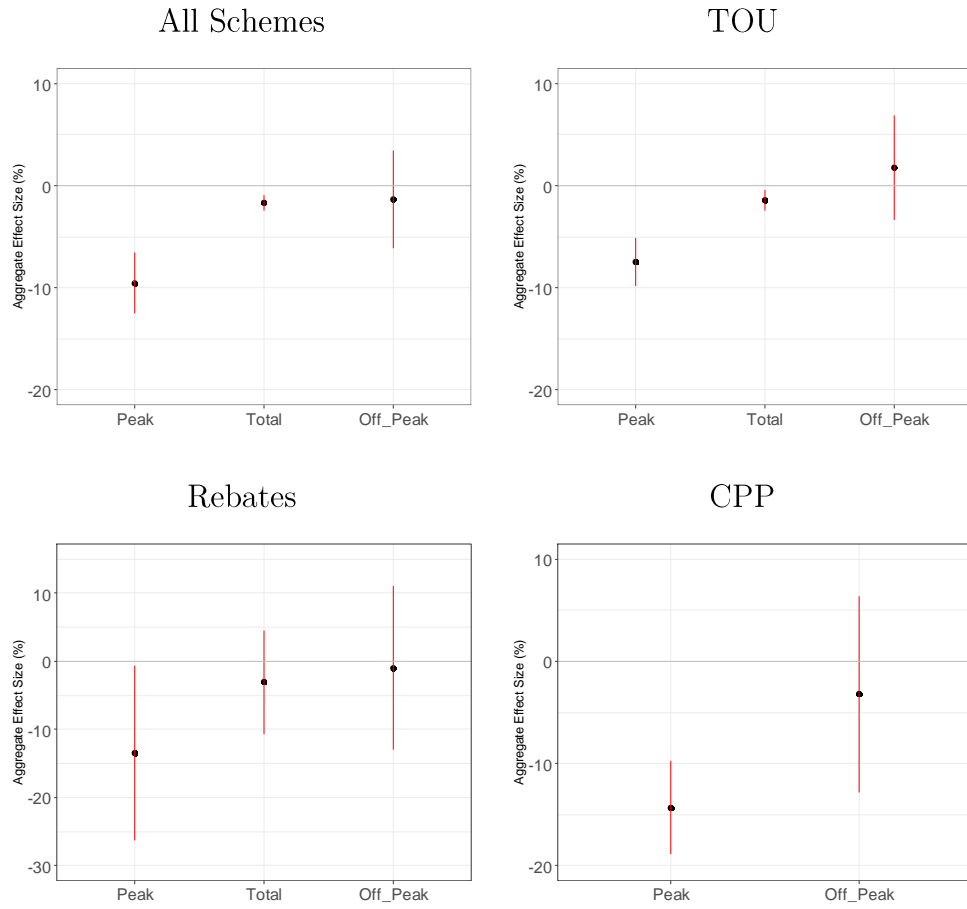 All Schemes
Aggregate Effect Size (%)
10
0
-10
-20
Peak Total Off_Peak
TOU
Aggregate Effect Size (%)
10
0
-10
-20
Peak Total Off_Peak
Rebates
Aggregate Effect Size (%)
10
0
-10
-20
-30
Peak Total Off_Peak
CPP
Aggregate Effect Size (%)
10
0
-10
-20
Peak Off_Peak